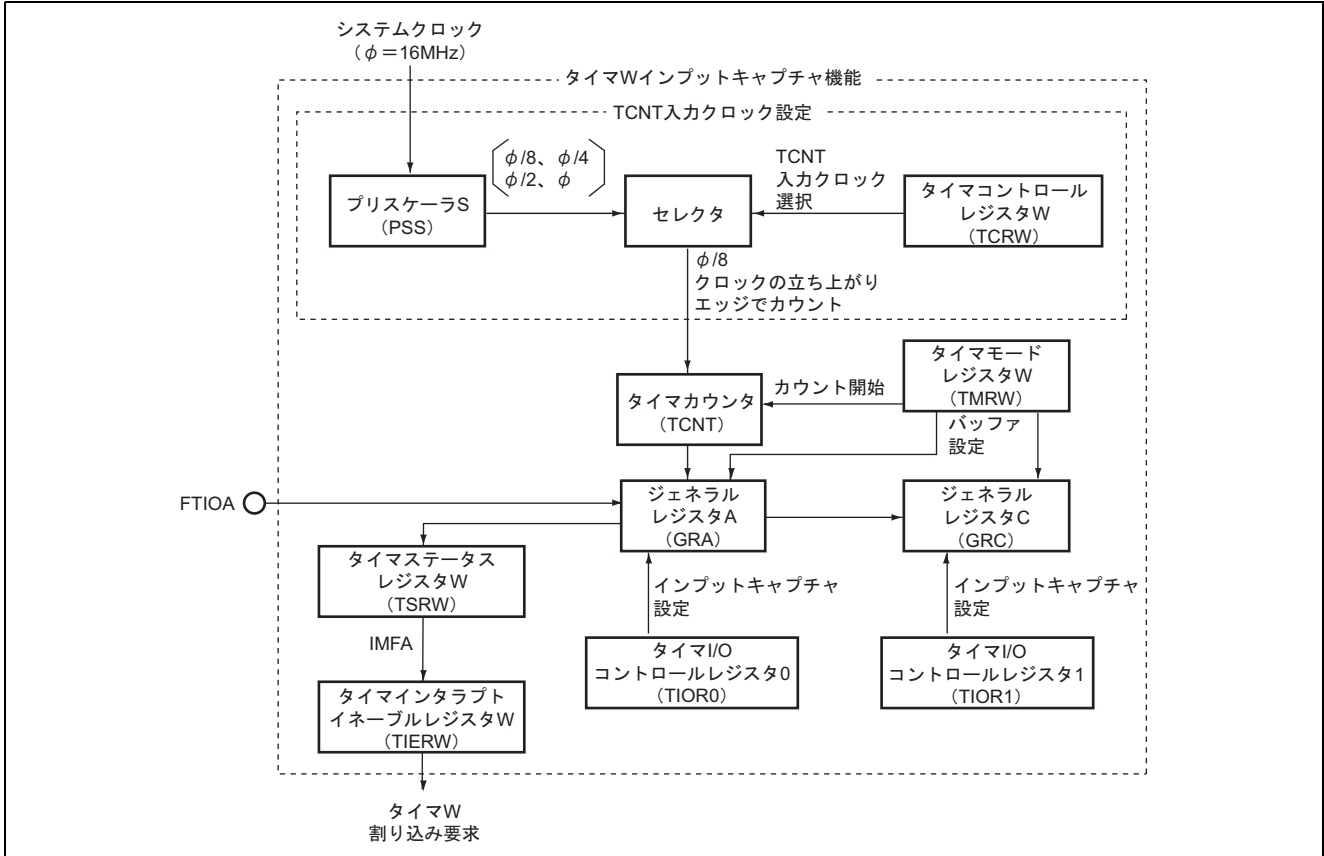 システムクロック
（φ＝16MHz）
タイマWインプットキャプチャ機能
TCNT入力クロック設定
φ/8、φ/4
φ/2、φ
TCNT
入力クロック
選択
プリスケーラS
（PSS）
セレクタ
タイマコントロール
レジスタW
（TCRW）
φ/8
クロックの立ち上がり
エッジでカウント
タイマカウンタ
（TCNT）
カウント開始
タイマモード
レジスタW
（TMRW）
バッファ
設定
FTIOA
ジェネラル
レジスタA
（GRA）
ジェネラル
レジスタC
（GRC）
タイマステータス
レジスタW
（TSRW）
インプットキャプチャ
設定
インプットキャプチャ
設定
IMFA
タイマI/O
コントロールレジスタ0
（TIOR0）
タイマI/O
コントロールレジスタ1
（TIOR1）
タイマインタラプト
イネーブルレジスタW
（TIERW）
タイマW
割り込み要求